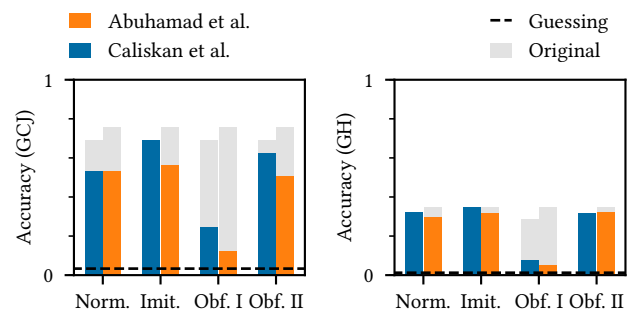 Abuhamad et al.
Caliskan et al.
Guessing
Original
Accuracy (GCJ)
1
0
Norm. Imit. Obf. I Obf. II
Accuracy (GH)
1
0
Norm. Imit. Obf. I Obf. II